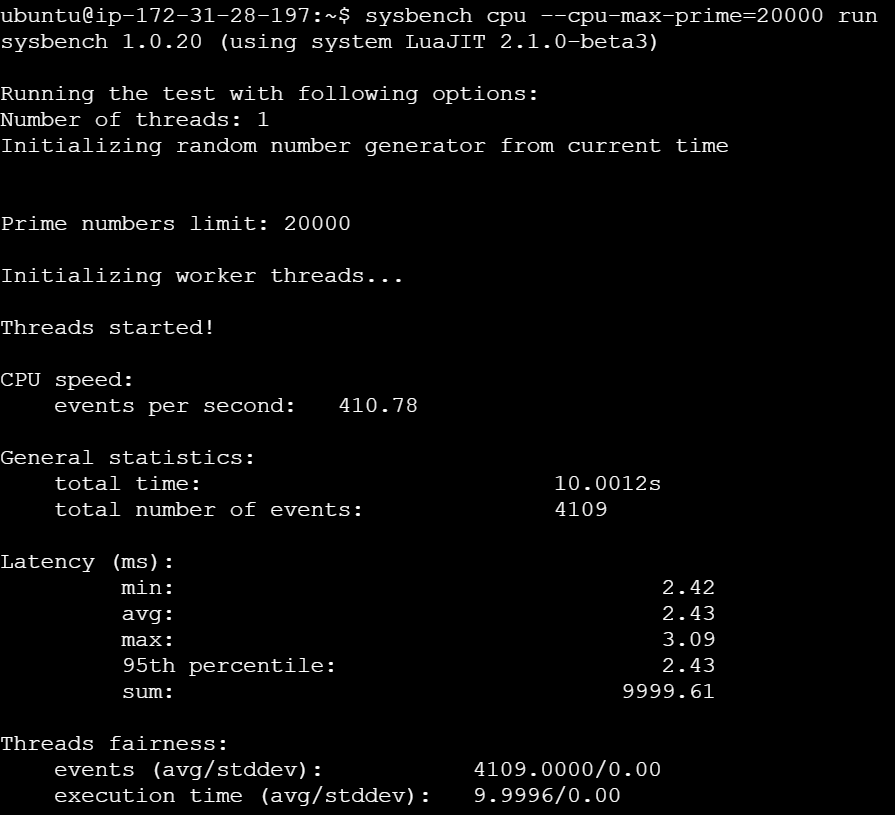 ubuntu@ip-172-31-28-197:~$ sysbench cpu --cpu-max-prime=20000 run
sysbench 1.0.20 (using system LuaJIT 2.1.0-beta3)
Running the test with following options:
Number of threads: 1
Initializing random number generator from current time
Prime numbers limit: 20000
Initializing worker threads...
Threads started!
CPU speed:
events per second: 410.78
General statistics:
total time: 10.0012s
total number of events: 4109
Latency (ms):
min: 2.42
avg: 2.43
max: 3.09
95th percentile: 2.43
sum: 9999.61
Threads fairness:
events (avg/stddev): 4109.0000/0.00
execution time (avg/stddev): 9.9996/0.00